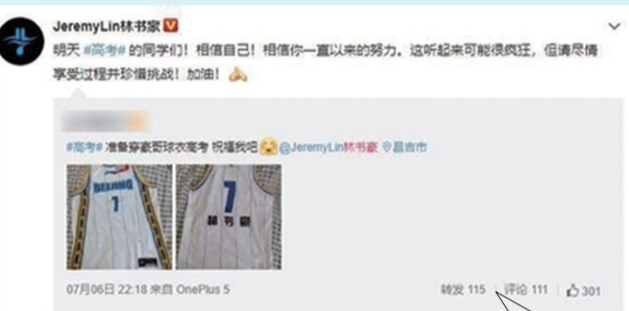 JeremyLin林书豪
明天 #高考# 的同学们！相信自己！相信你一直以来的努力。这听起来可能很疯狂，但请尽情
享受过程并珍惜挑战！加油！
#高考# 准备穿豪哥球衣高考 祝福我吧 @JeremyLin林书豪 昌吉市
BEIJING
7
7
林书豪
07月06日 22:18 来自 OnePlus 5
转发 115 评论 111 301